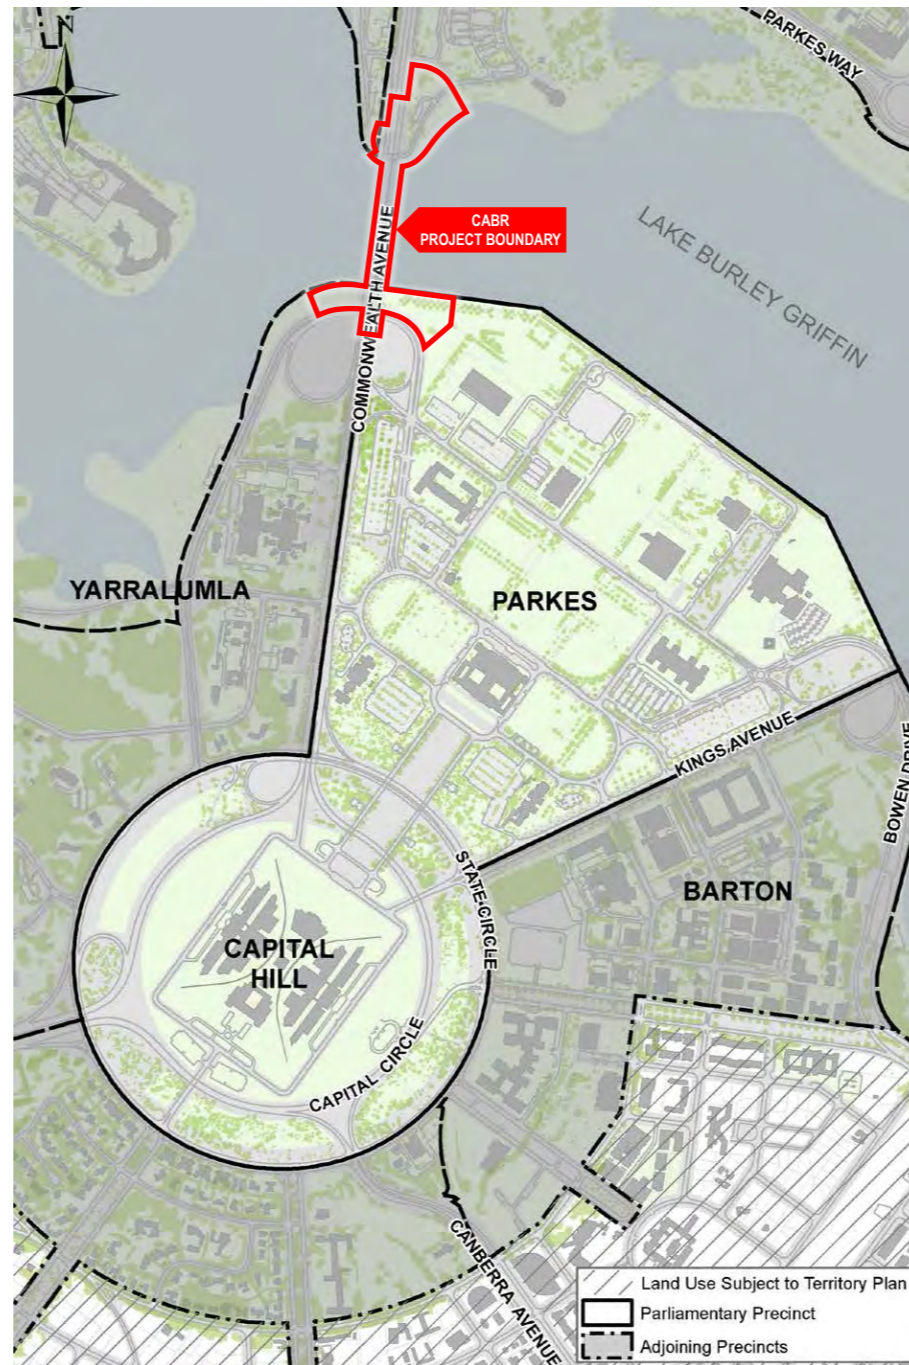 N
PARKES WAY
CABR
PROJECT BOUNDARY
LAKE BURLEY GRIFFIN
COMMONWEALTH AVENUE
YARRALUMLA
PARKES
KINGS AVENUE
BOWEN DRIVE
STATE CIRCLE
BARTON
CAPITAL
HILL
CAPITAL CIRCLE
CANBERRA AVENUE
Land Use Subject to Territory Plan
Parliamentary Precinct
Adjoining Precincts